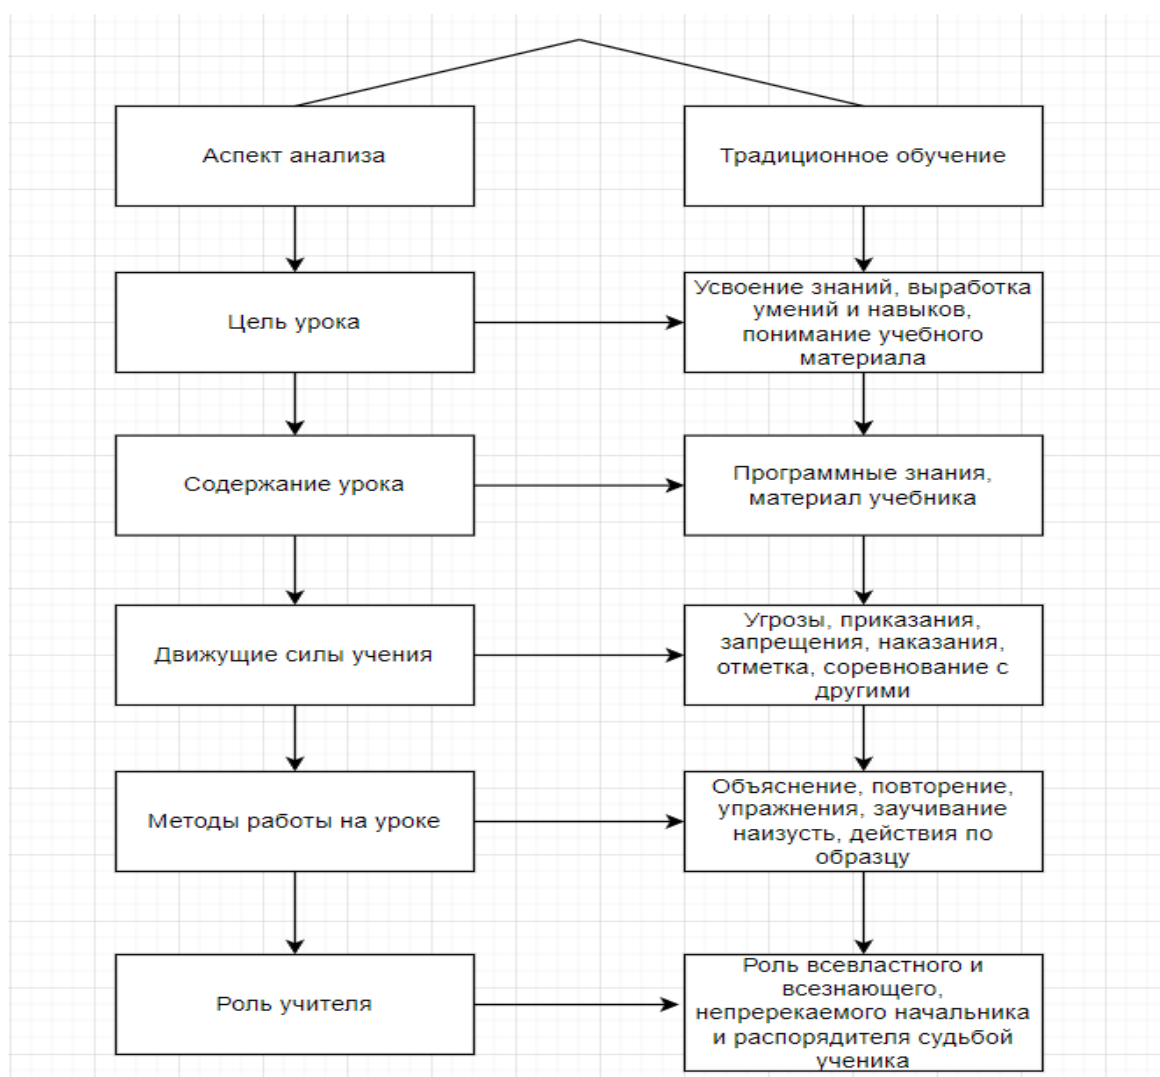 Аспект анализа
Традиционное обучение
Цель урока
Усвоение знаний, выработка
умений и навыков,
понимание учебного
материала
Содержание урока
Программные знания,
материал учебника
Движущие силы учения
Угрозы, приказания,
запрещения, наказания,
отметка, соревнование с
другими
Методы работы на уроке
Объяснение, повторение,
упражнения, заучивание
наизусть, действия по
образцу
Роль учителя
Роль всевластного и
всезнающего,
непререкаемого начальника
и распорядителя судьбой
ученика